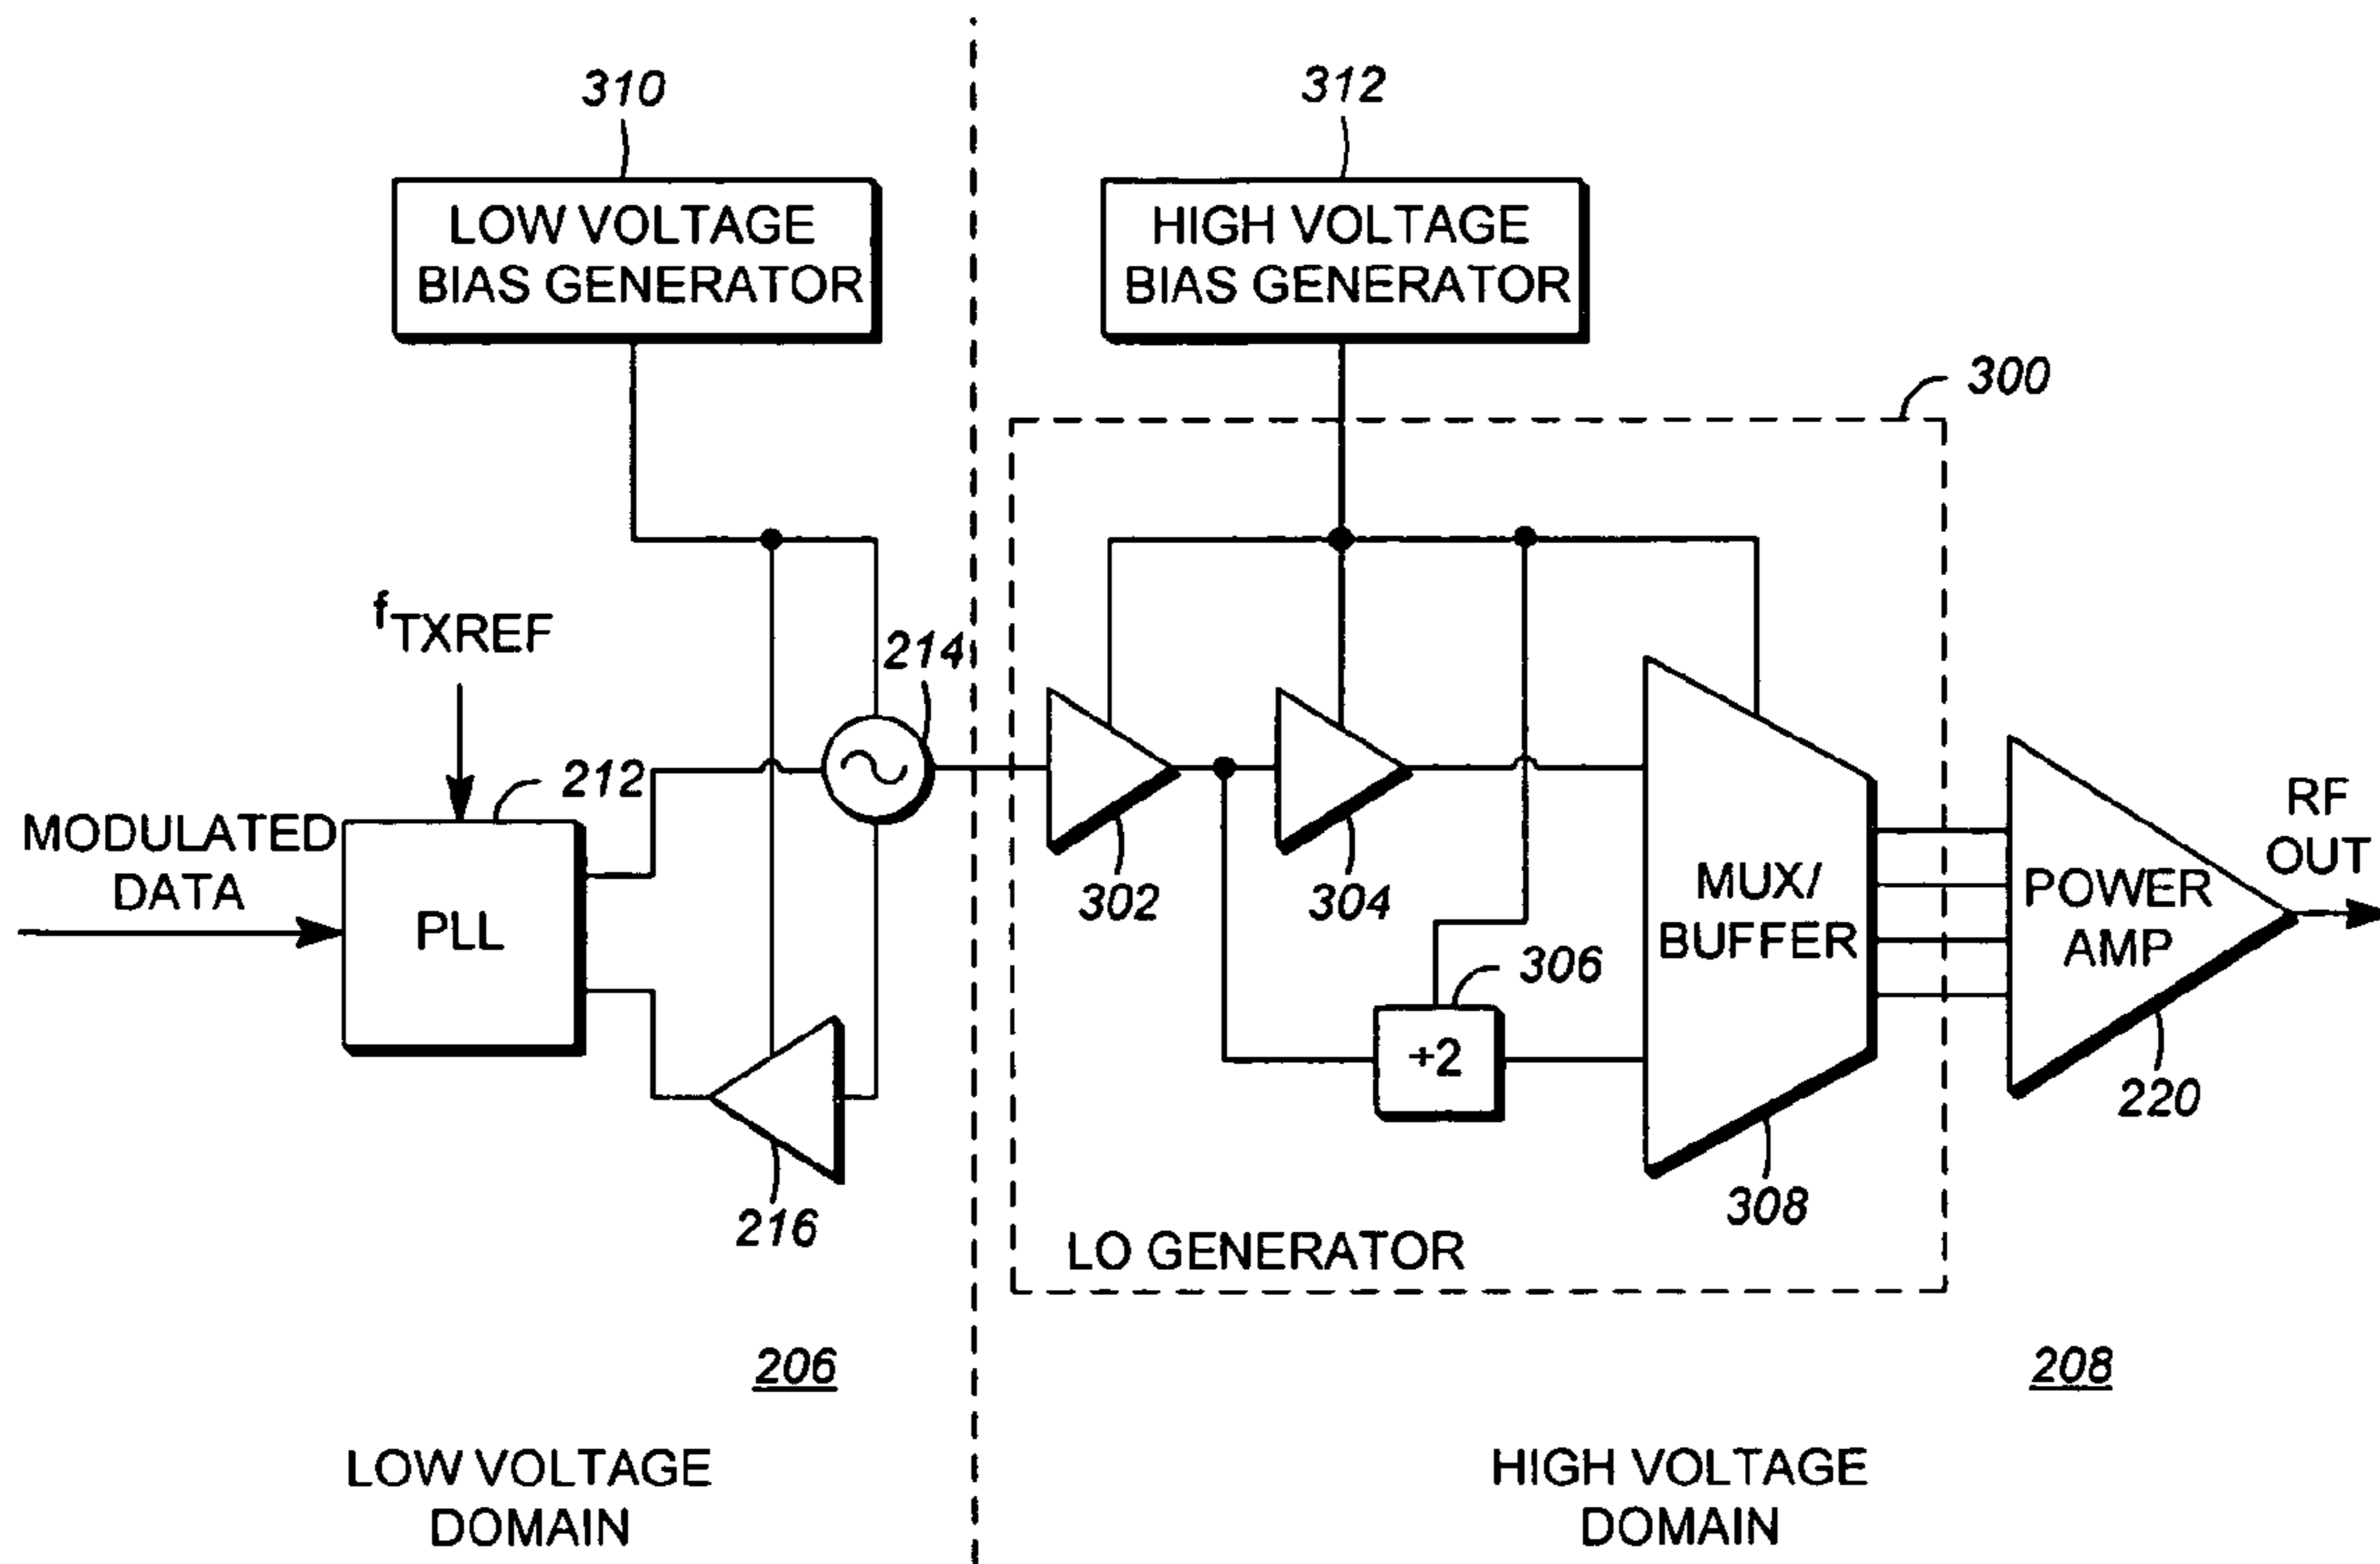 310
312
LOW VOLTAGE
BIAS GENERATOR
HIGH VOLTAGE
BIAS GENERATOR
300
fTXREF
214
212
MODULATED
DATA
PLL
302
304
MUX/
BUFFER
POWER
AMP
RF
OUT
306
+2
216
308
220
LO GENERATOR
206
208
LOW VOLTAGE
DOMAIN
HIGH VOLTAGE
DOMAIN